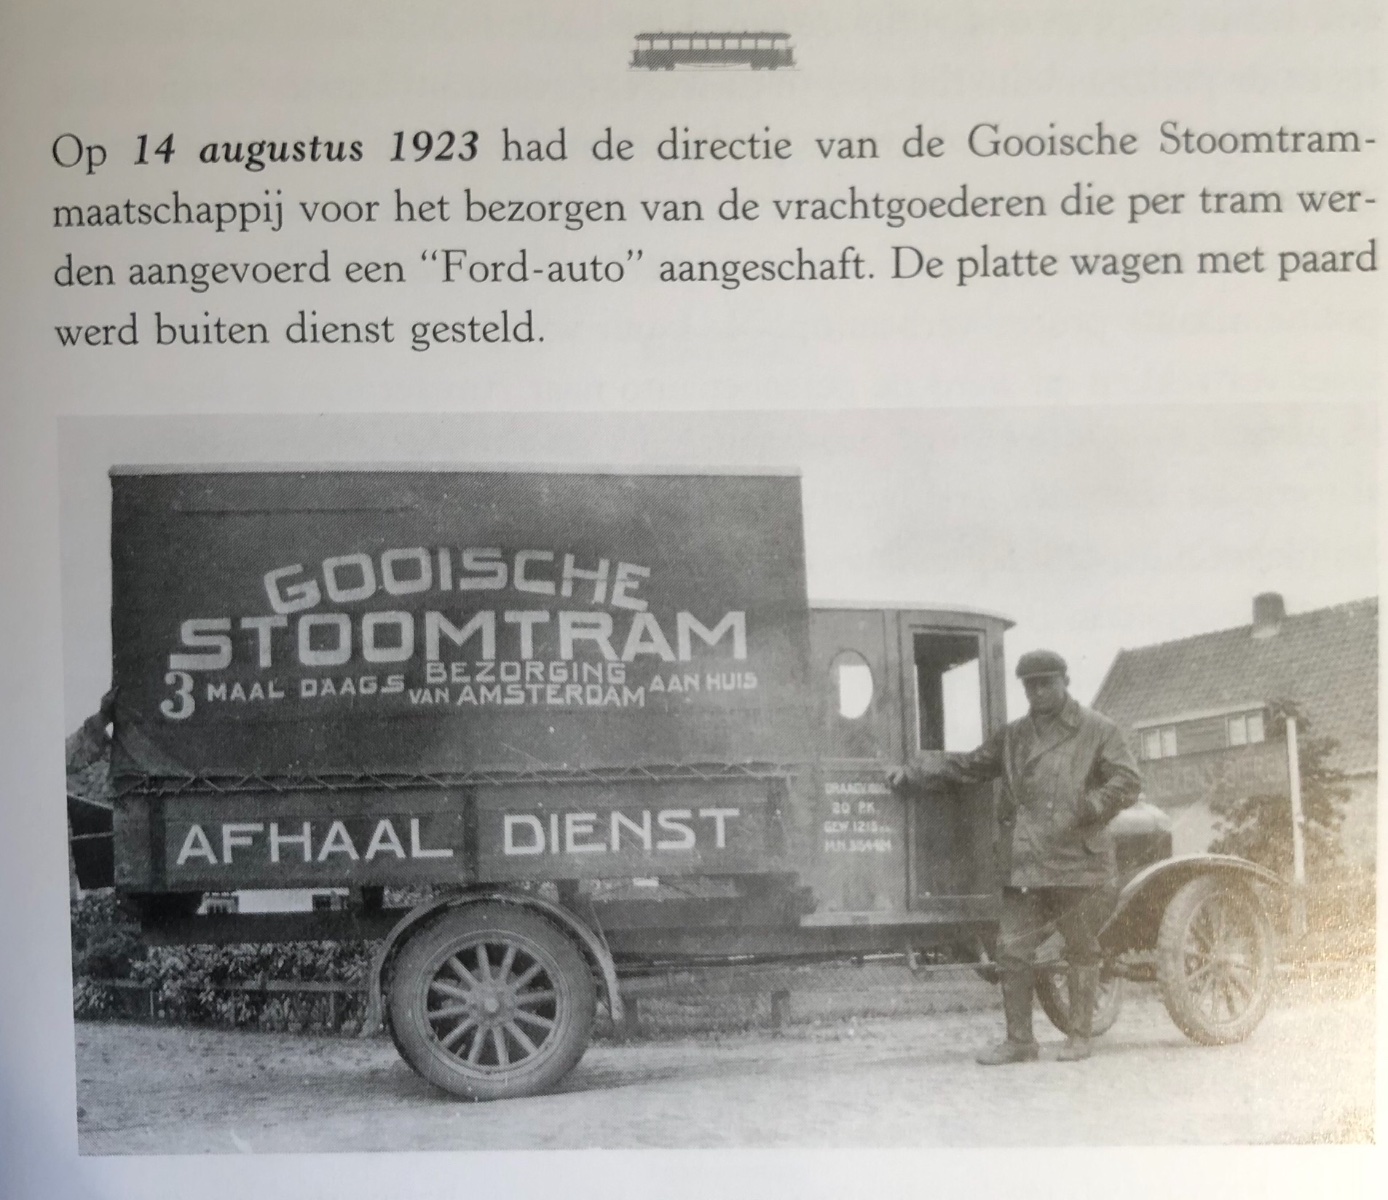 Op 14 augustus 1923 had de directie van de Gooische Stoomtram-
maatschappij voor het bezorgen van de vrachtgoederen die per tram wer-
den aangevoerd een “Ford-auto” aangeschaft. De platte wagen met paard
werd buiten dienst gesteld.
GOOISCHE
STOOMTRAM
3 MAAL DAAGS BEZORGING VAN AMSTERDAM AAN HUIS
AFHAAL DIENST
20 P.K.
GEW 1215